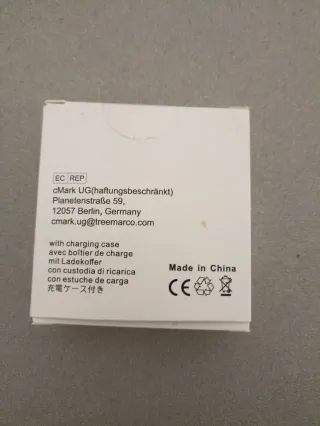 EC REP
cMark UG(haftungsbeschränkt)
Planetenstraße 59,
12057 Berlin, Germany
cmark.ug@treemarco.com
with charging case
avec boîtier de charge
mit Ladekoffer
con custodia di ricarica
con estuche de carga
充電ケース付き
Made in China
CE